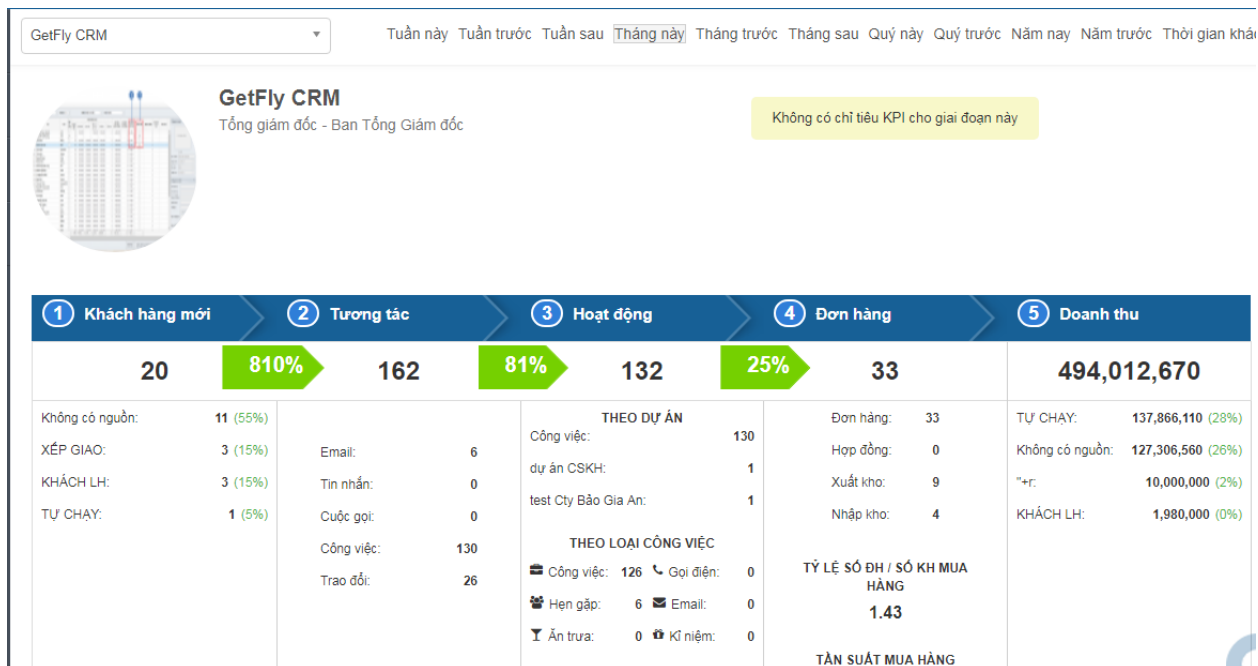 GetFly CRM
Tuần này Tuần trước Tuần sau Tháng này Tháng trước Tháng sau Quý này Quý trước Năm nay Năm trước Thời gian khác
GetFly CRM
Tổng giám đốc - Ban Tổng Giám đốc
Không có chỉ tiêu KPI cho giai đoạn này
1 Khách hàng mới 2 Tương tác 3 Hoạt động 4 Đơn hàng 5 Doanh thu
20 810% 162 81% 132 25% 33 494,012,670
Không có nguồn: 11 (55%)
XẾP GIAO: 3 (15%)
KHÁCH LH: 3 (15%)
TỰ CHẠY: 1 (5%)
Email: 6
Tin nhắn: 0
Cuộc gọi: 0
Công việc: 130
Trao đổi: 26
THEO DỰ ÁN
Công việc: 130
dự án CSKH: 1
test Cty Bảo Gia An: 1
THEO LOẠI CÔNG VIỆC
Công việc: 126 Gọi điện: 0
Hẹn gặp: 6 Email: 0
Ăn trưa: 0 Kỉ niệm: 0
Đơn hàng: 33
Hợp đồng: 0
Xuất kho: 9
Nhập kho: 4
TỶ LỆ SỐ ĐH / SỐ KH MUA
HÀNG
1.43
TẦN SUẤT MUA HÀNG
TỰ CHẠY: 137,866,110 (28%)
Không có nguồn: 127,306,560 (26%)
"+r: 10,000,000 (2%)
KHÁCH LH: 1,980,000 (0%)